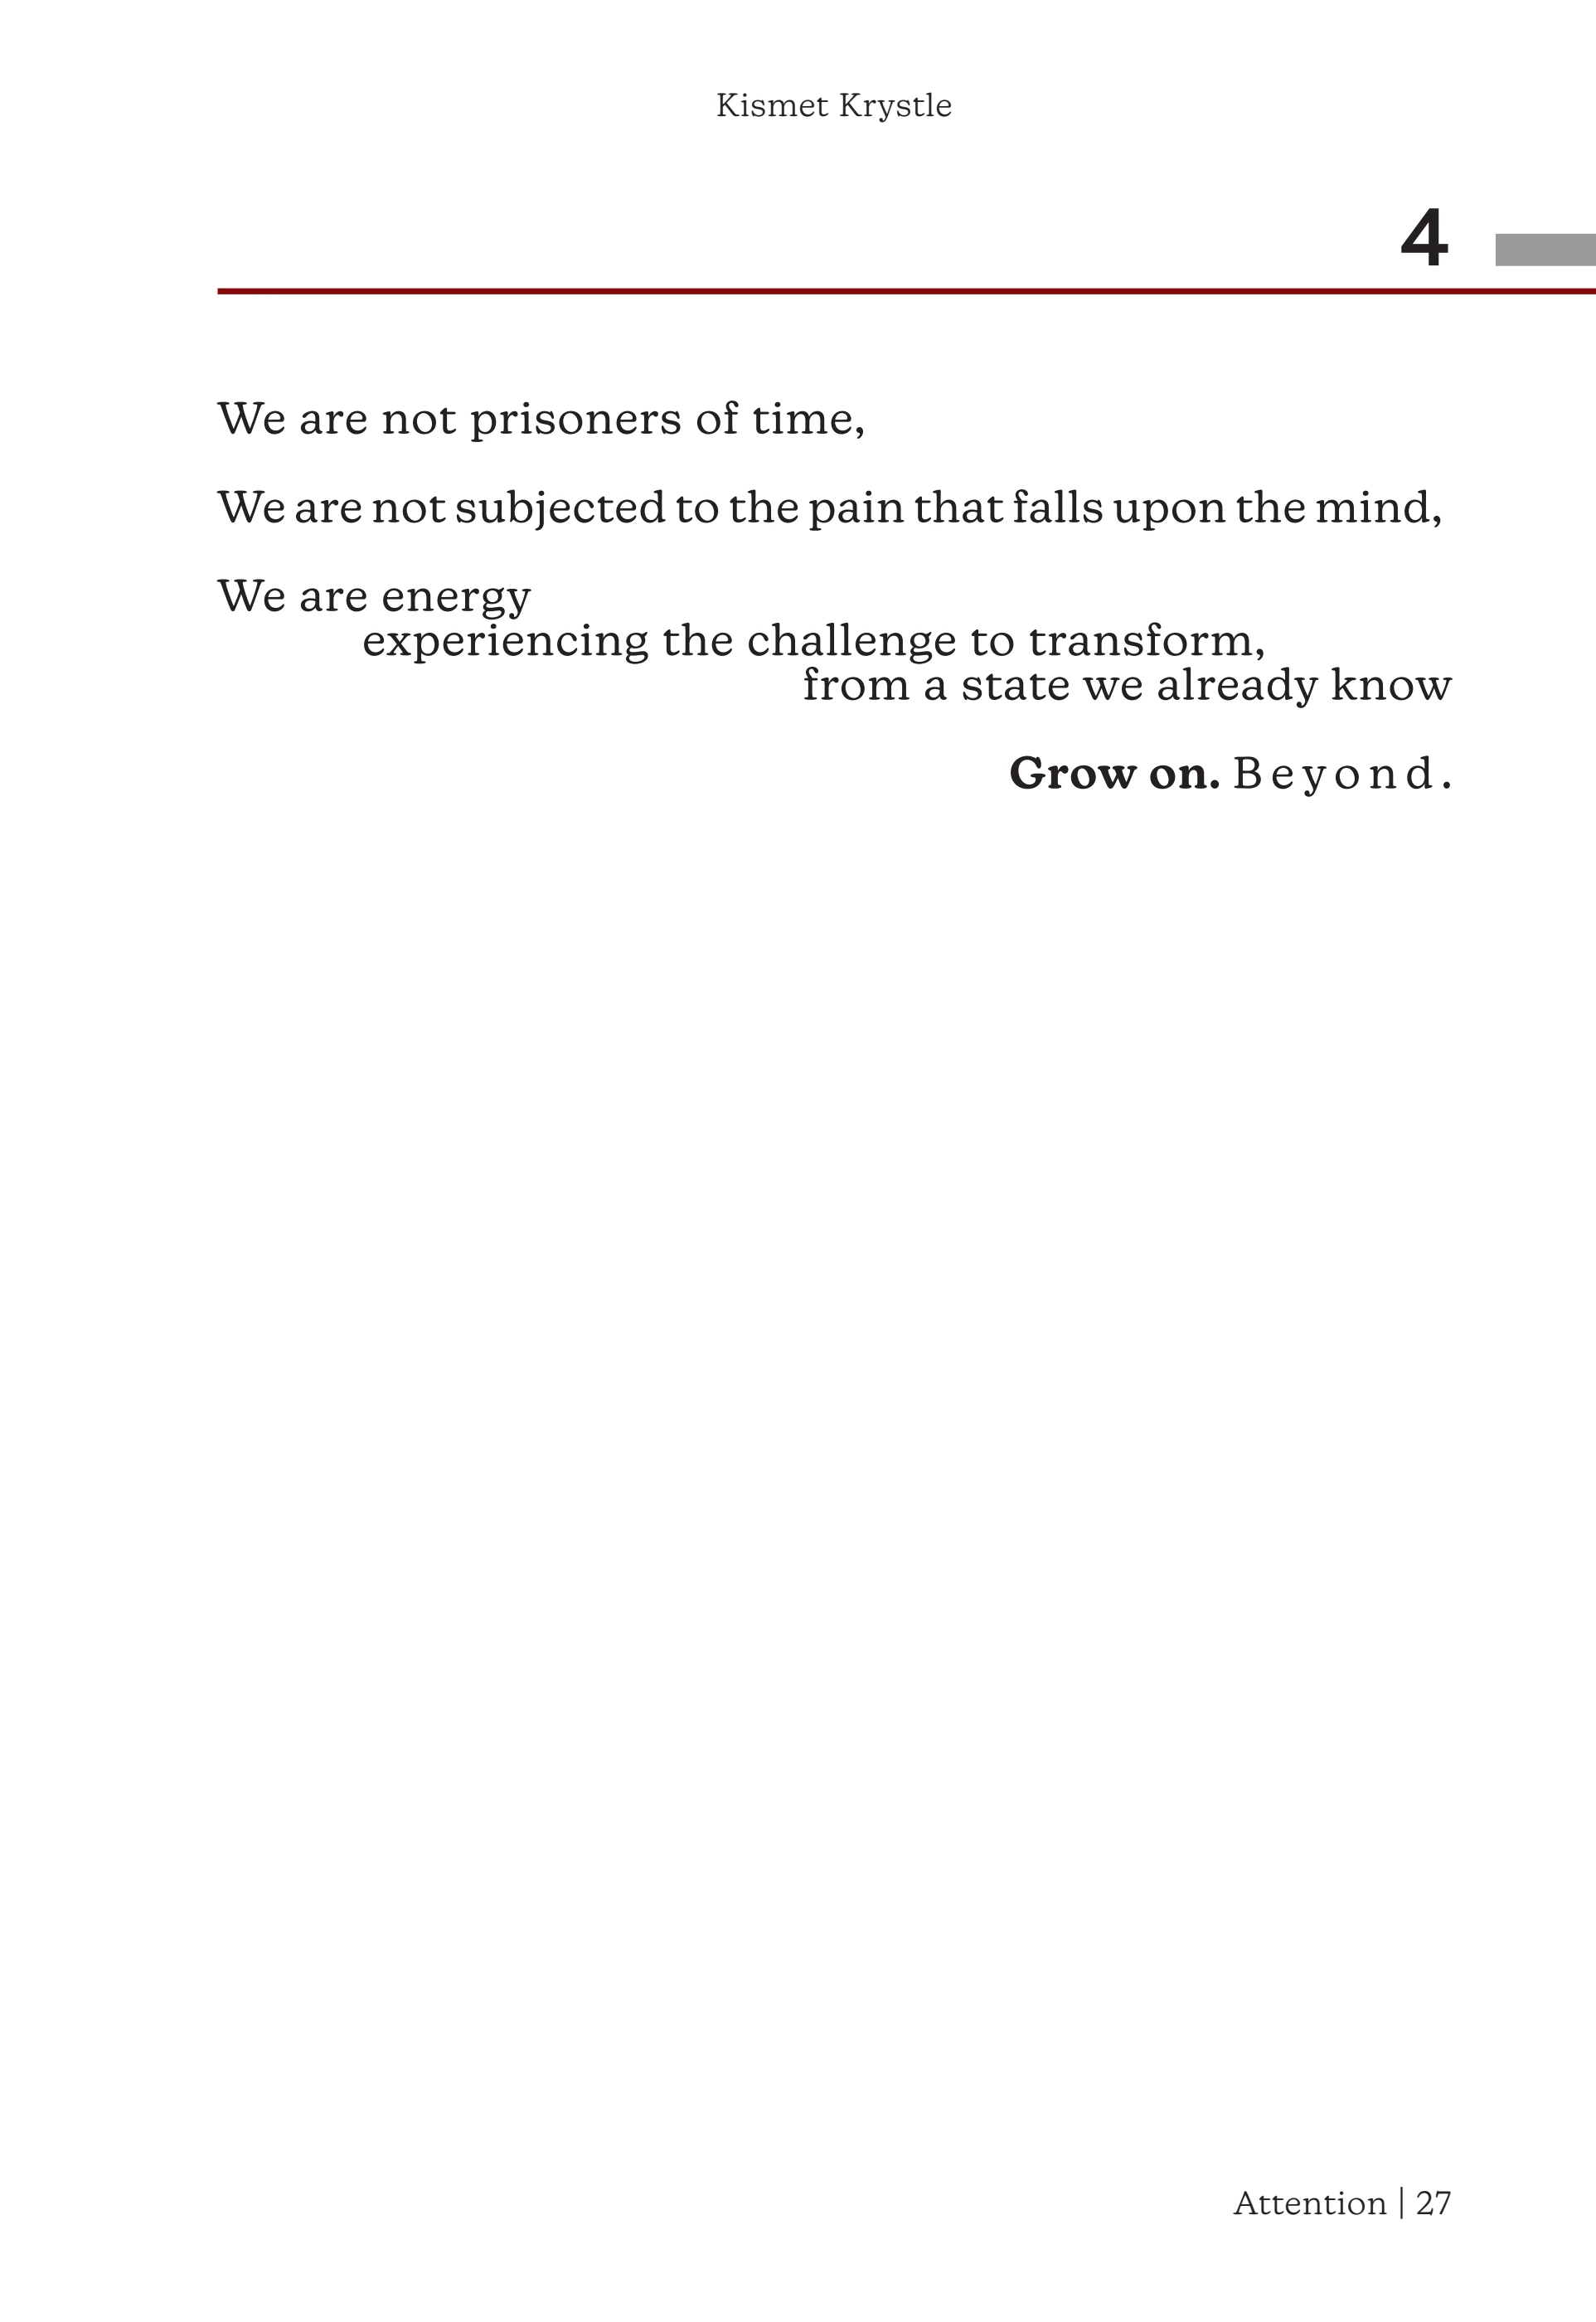 Kismet Krystle
4
We are not prisoners of time,
We are not subjected to the pain that falls upon the mind,
We are energy
experiencing the challenge to transform,
from a state we already know
Grow on. Beyond.
Attention | 27